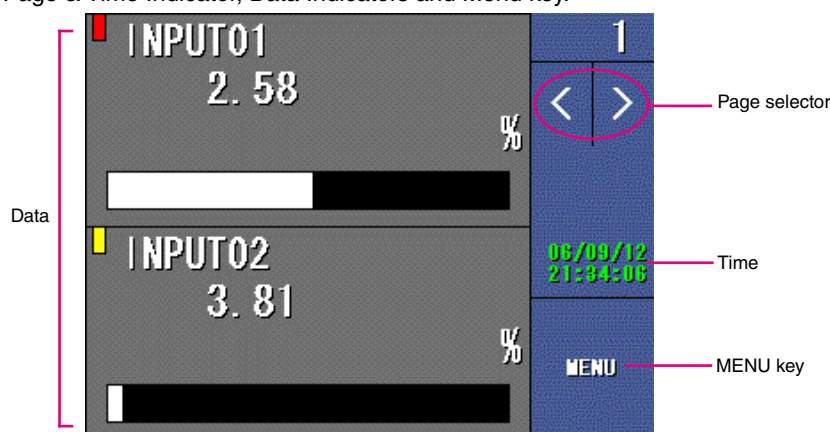 Page & Time Indicator, Data Indicators and Menu key.
INPUT01
2.58
%
1
< >
Page selector
Data
INPUT02
3.81
%
06/09/12
21:34:06
Time
MENU
MENU key